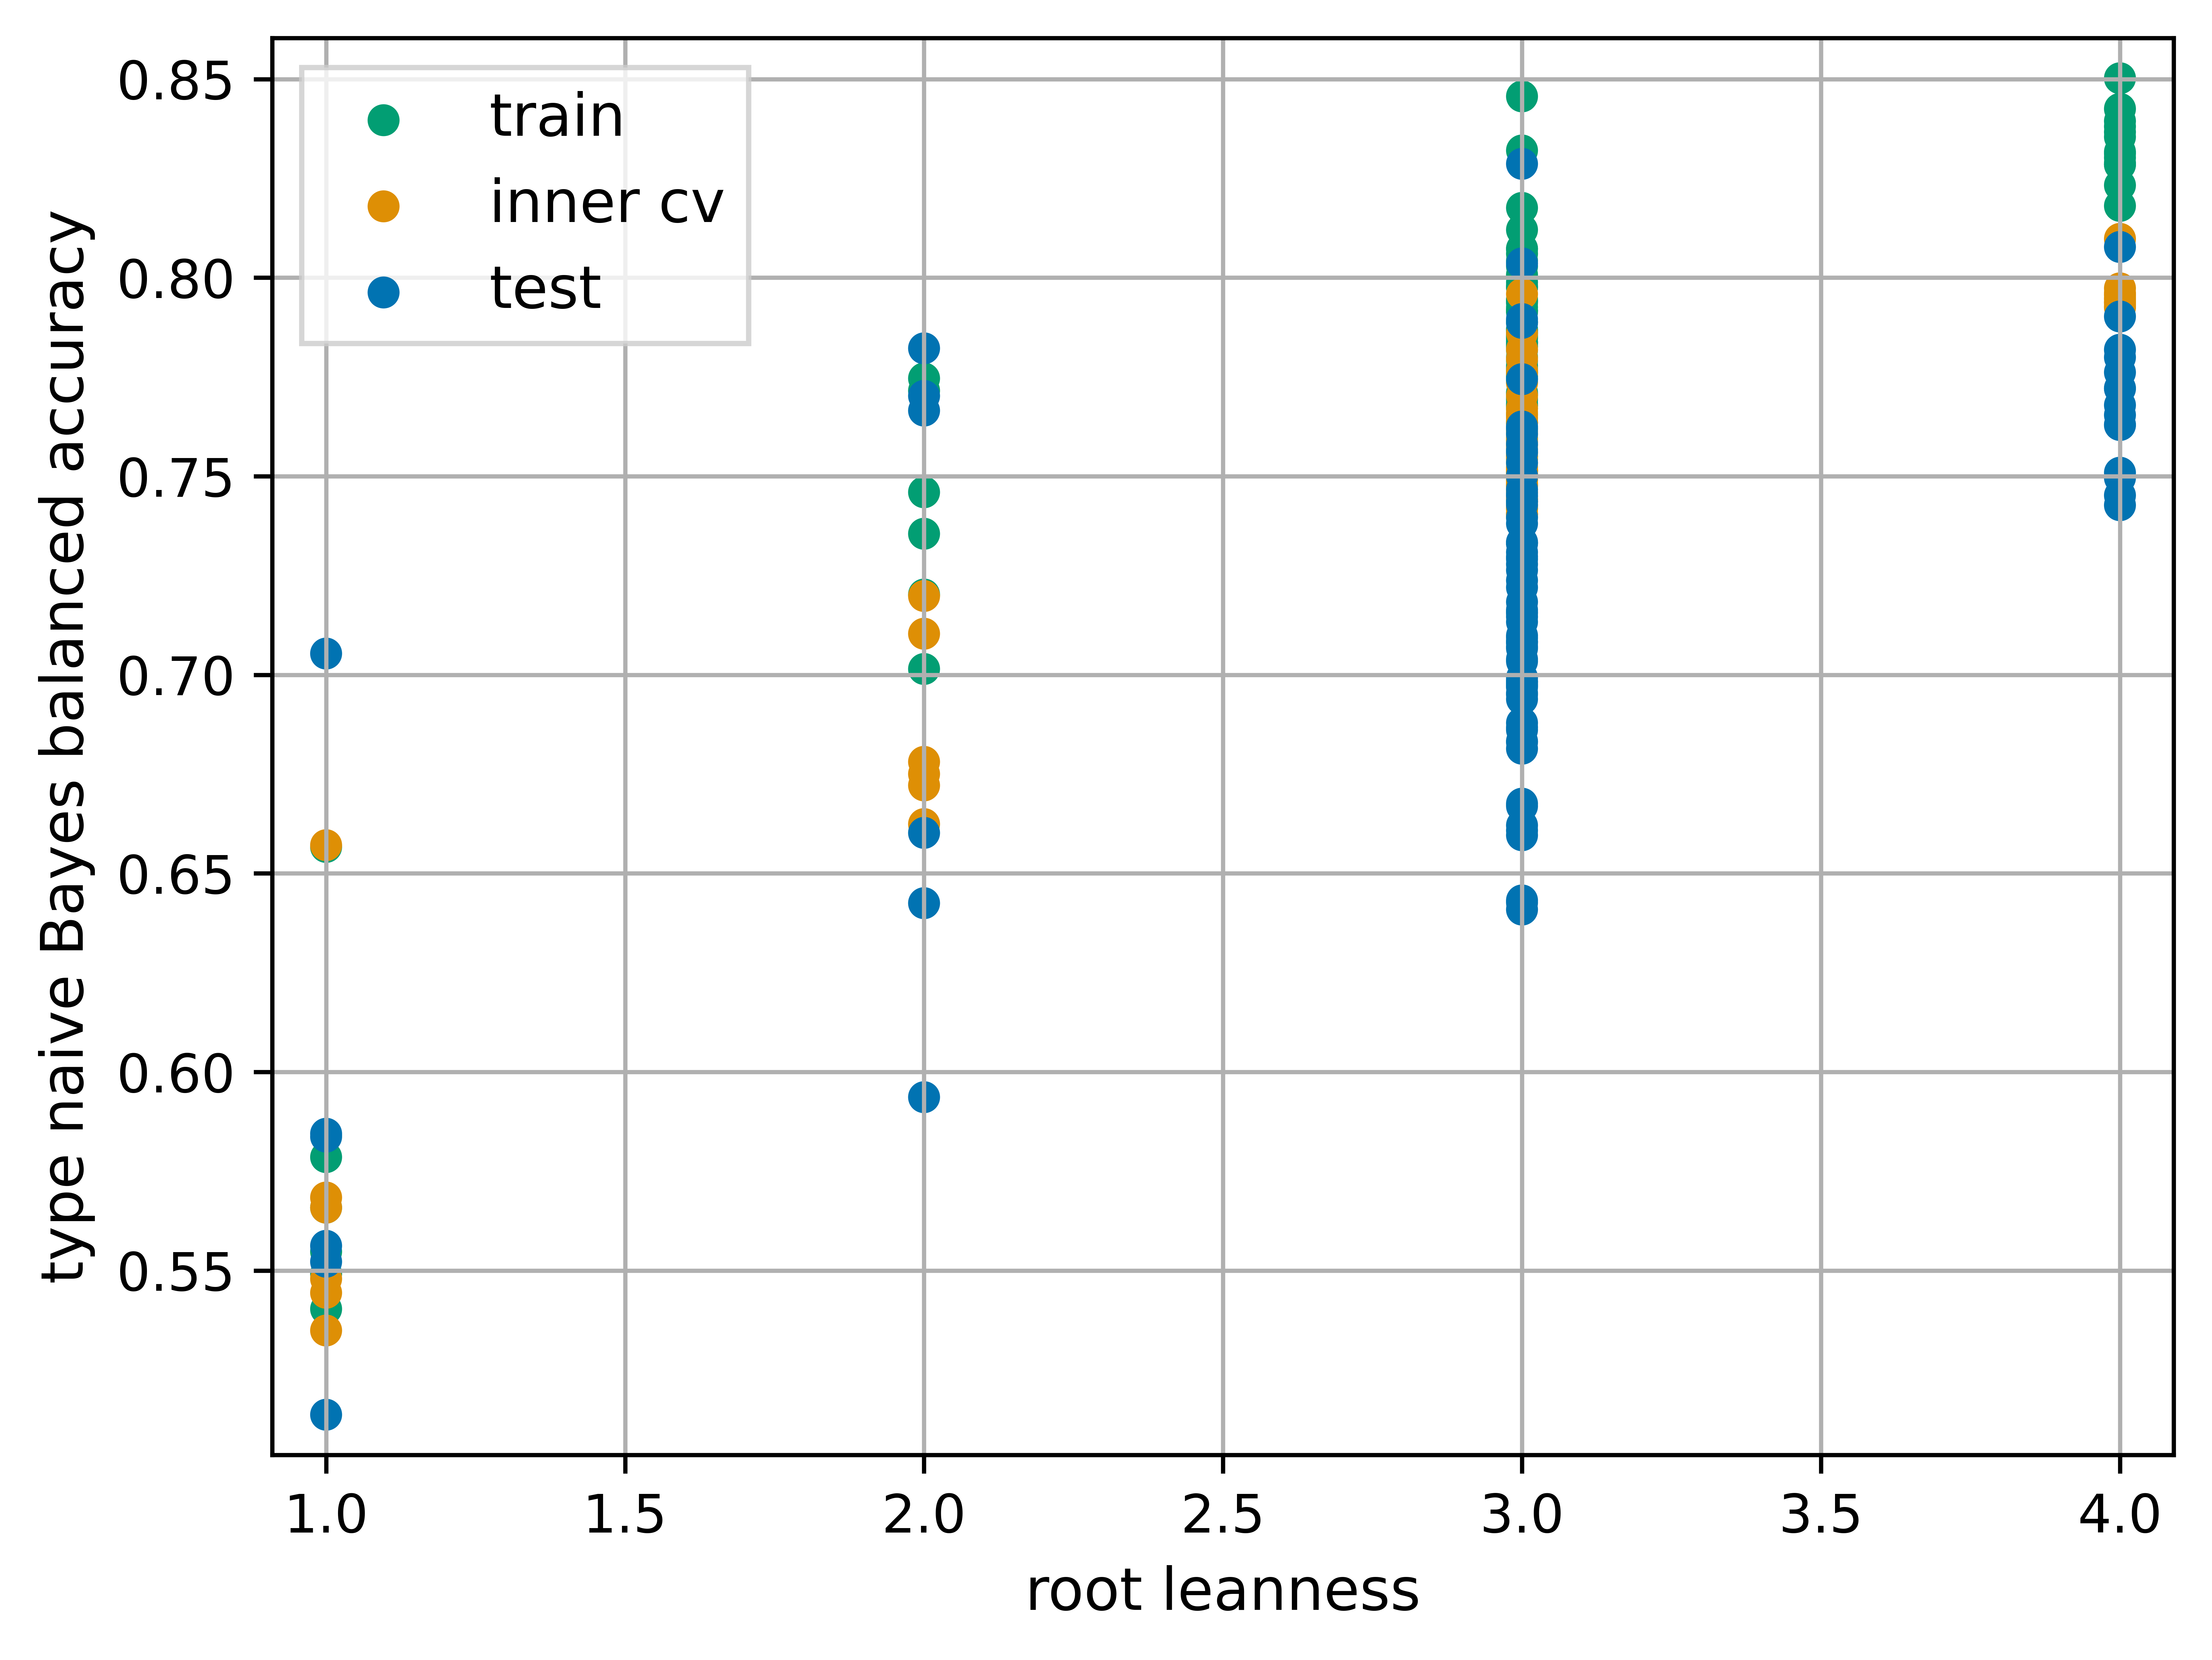 train
inner cv
test
type naive Bayes balanced accuracy
0.85
0.80
0.75
0.70
0.65
0.60
0.55
1.0 1.5 2.0 2.5 3.0 3.5 4.0
root leanness